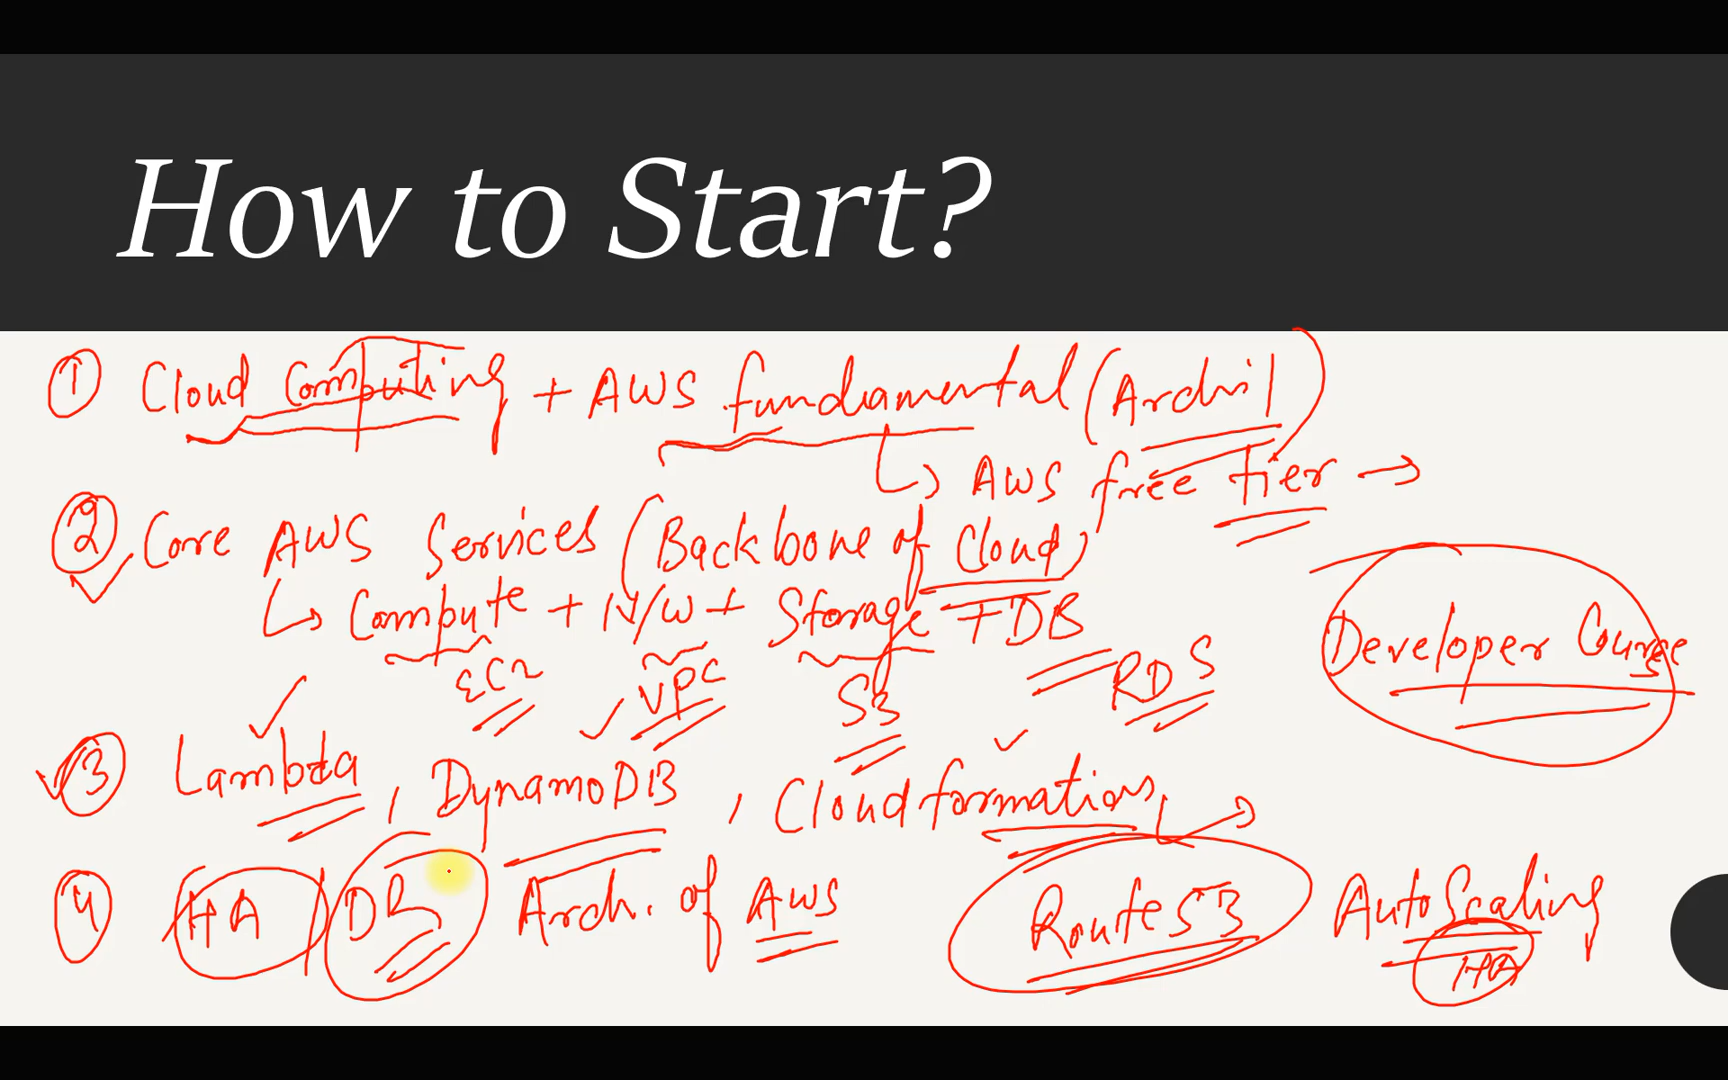 How to Start?
① Cloud Computing + AWS fundamental (Archi)
↳ AWS free tier →
② Core AWS Services (Backbone of Cloud)
↳ Compute + N/W + Storage + DB
EC2 VPC S3 RDS
Developer Course
③ Lambda, DynamoDB, Cloudformation,
④ HA / DR Arch. of AWS Route53 AutoScaling
HA